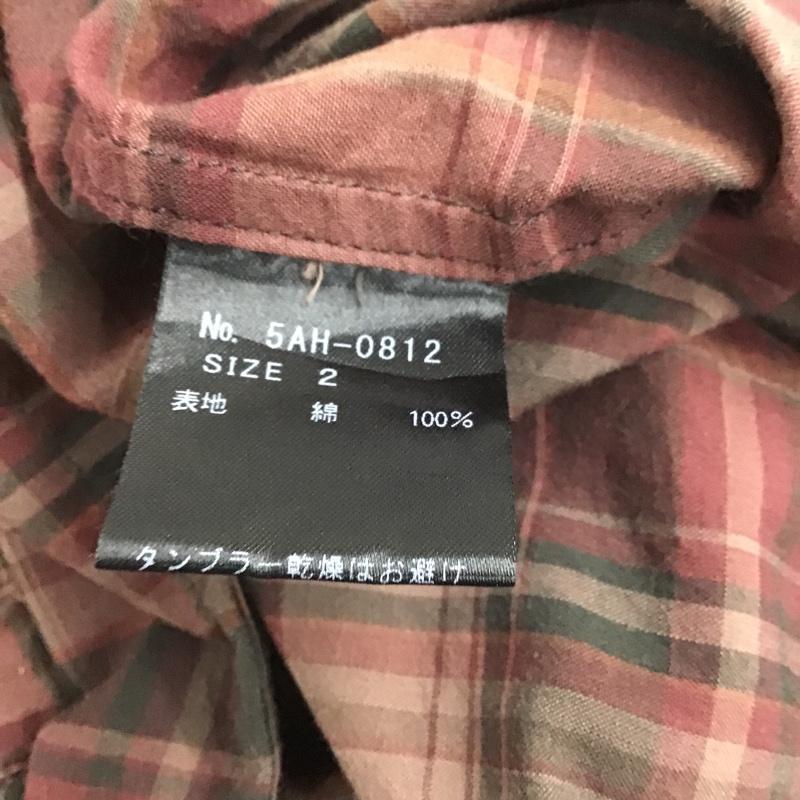 No. 5AH-0812
SIZE 2
表地 綿 100%
タンブラー乾燥はお避け